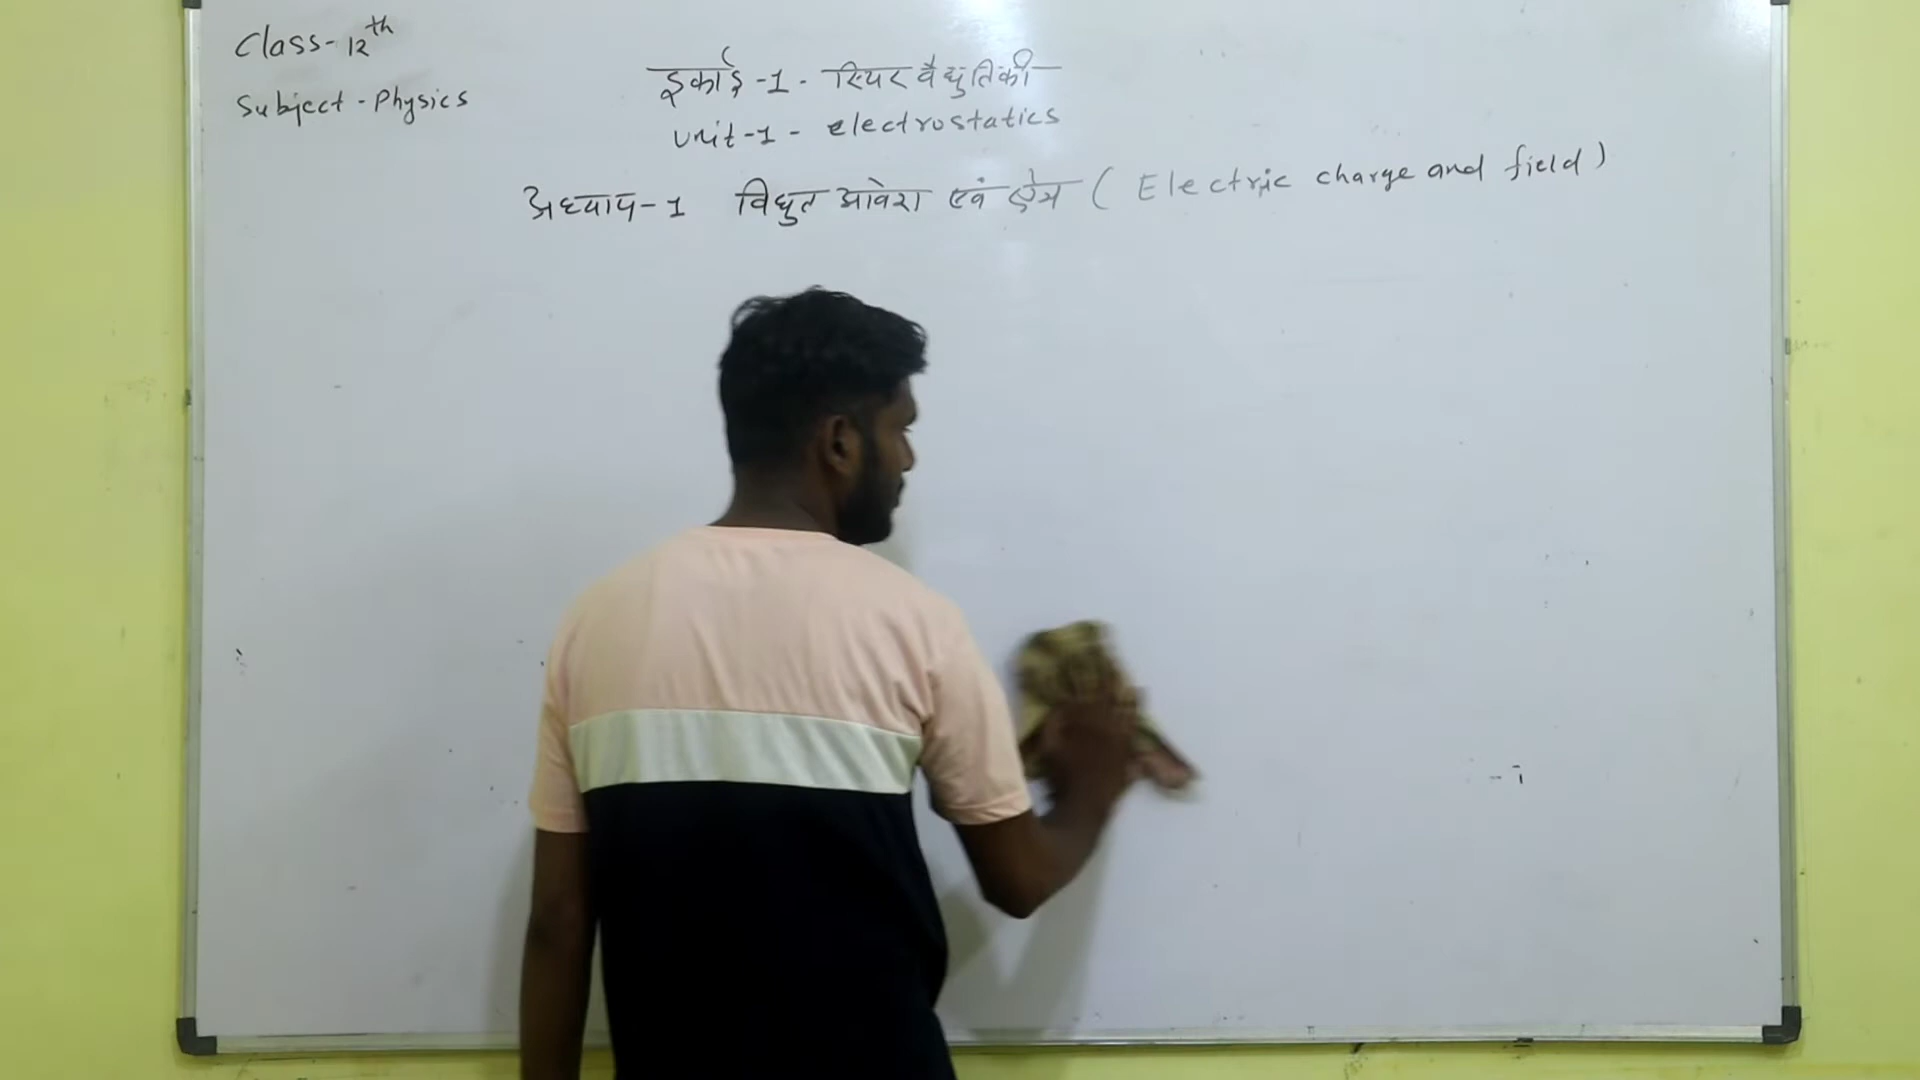 Class-12th
Subject-Physics
इकाई-1- स्थिर वैद्युतिकी
Unit-1- electrostatics
अध्याय-1 विद्युत आवेश एवं क्षेत्र (Electric charge and field)